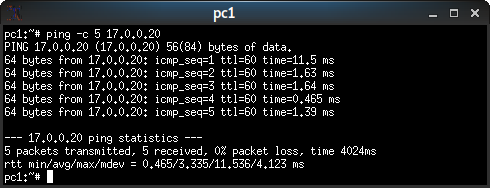 pc1
pc1:~# ping -c 5 17.0.0.20
PING 17.0.0.20 (17.0.0.20) 56(84) bytes of data.
64 bytes from 17.0.0.20: icmp_seq=1 ttl=60 time=11.5 ms
64 bytes from 17.0.0.20: icmp_seq=2 ttl=60 time=1.63 ms
64 bytes from 17.0.0.20: icmp_seq=3 ttl=60 time=1.64 ms
64 bytes from 17.0.0.20: icmp_seq=4 ttl=60 time=0.465 ms
64 bytes from 17.0.0.20: icmp_seq=5 ttl=60 time=1.39 ms

--- 17.0.0.20 ping statistics ---
5 packets transmitted, 5 received, 0% packet loss, time 4024ms
rtt min/avg/max/mdev = 0.465/3.335/11.536/4.123 ms
pc1:~#